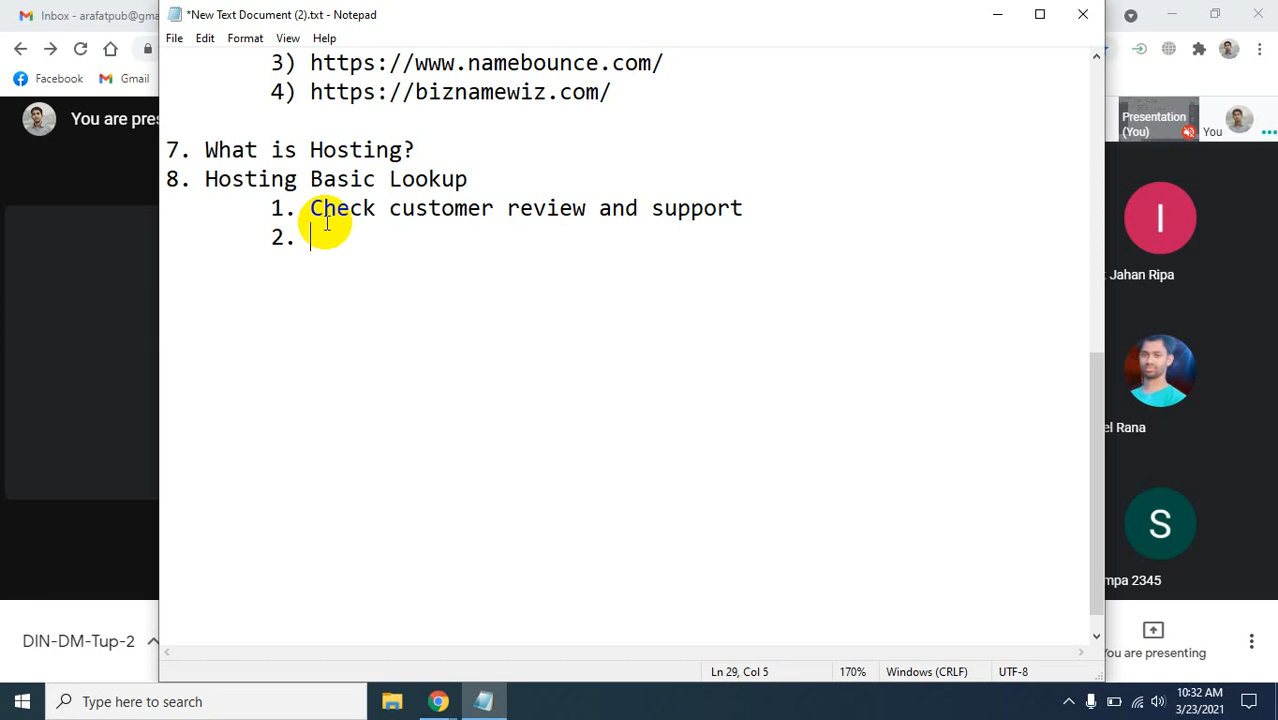 Inbox - arafatpub@gma
*New Text Document (2).txt - Notepad
File Edit Format View Help
Facebook Gmail
You are pres
3) https://www.namebounce.com/
4) https://biznamewiz.com/
7. What is Hosting?
8. Hosting Basic Lookup
1. Check customer review and support
2.
Presentation
(You)
You
I
Jahan Ripa
el Rana
S
mpa 2345
DIN-DM-Tup-2
You are presenting
Ln 29, Col 5 170% Windows (CRLF) UTF-8
Type here to search
10:32 AM
3/23/2021